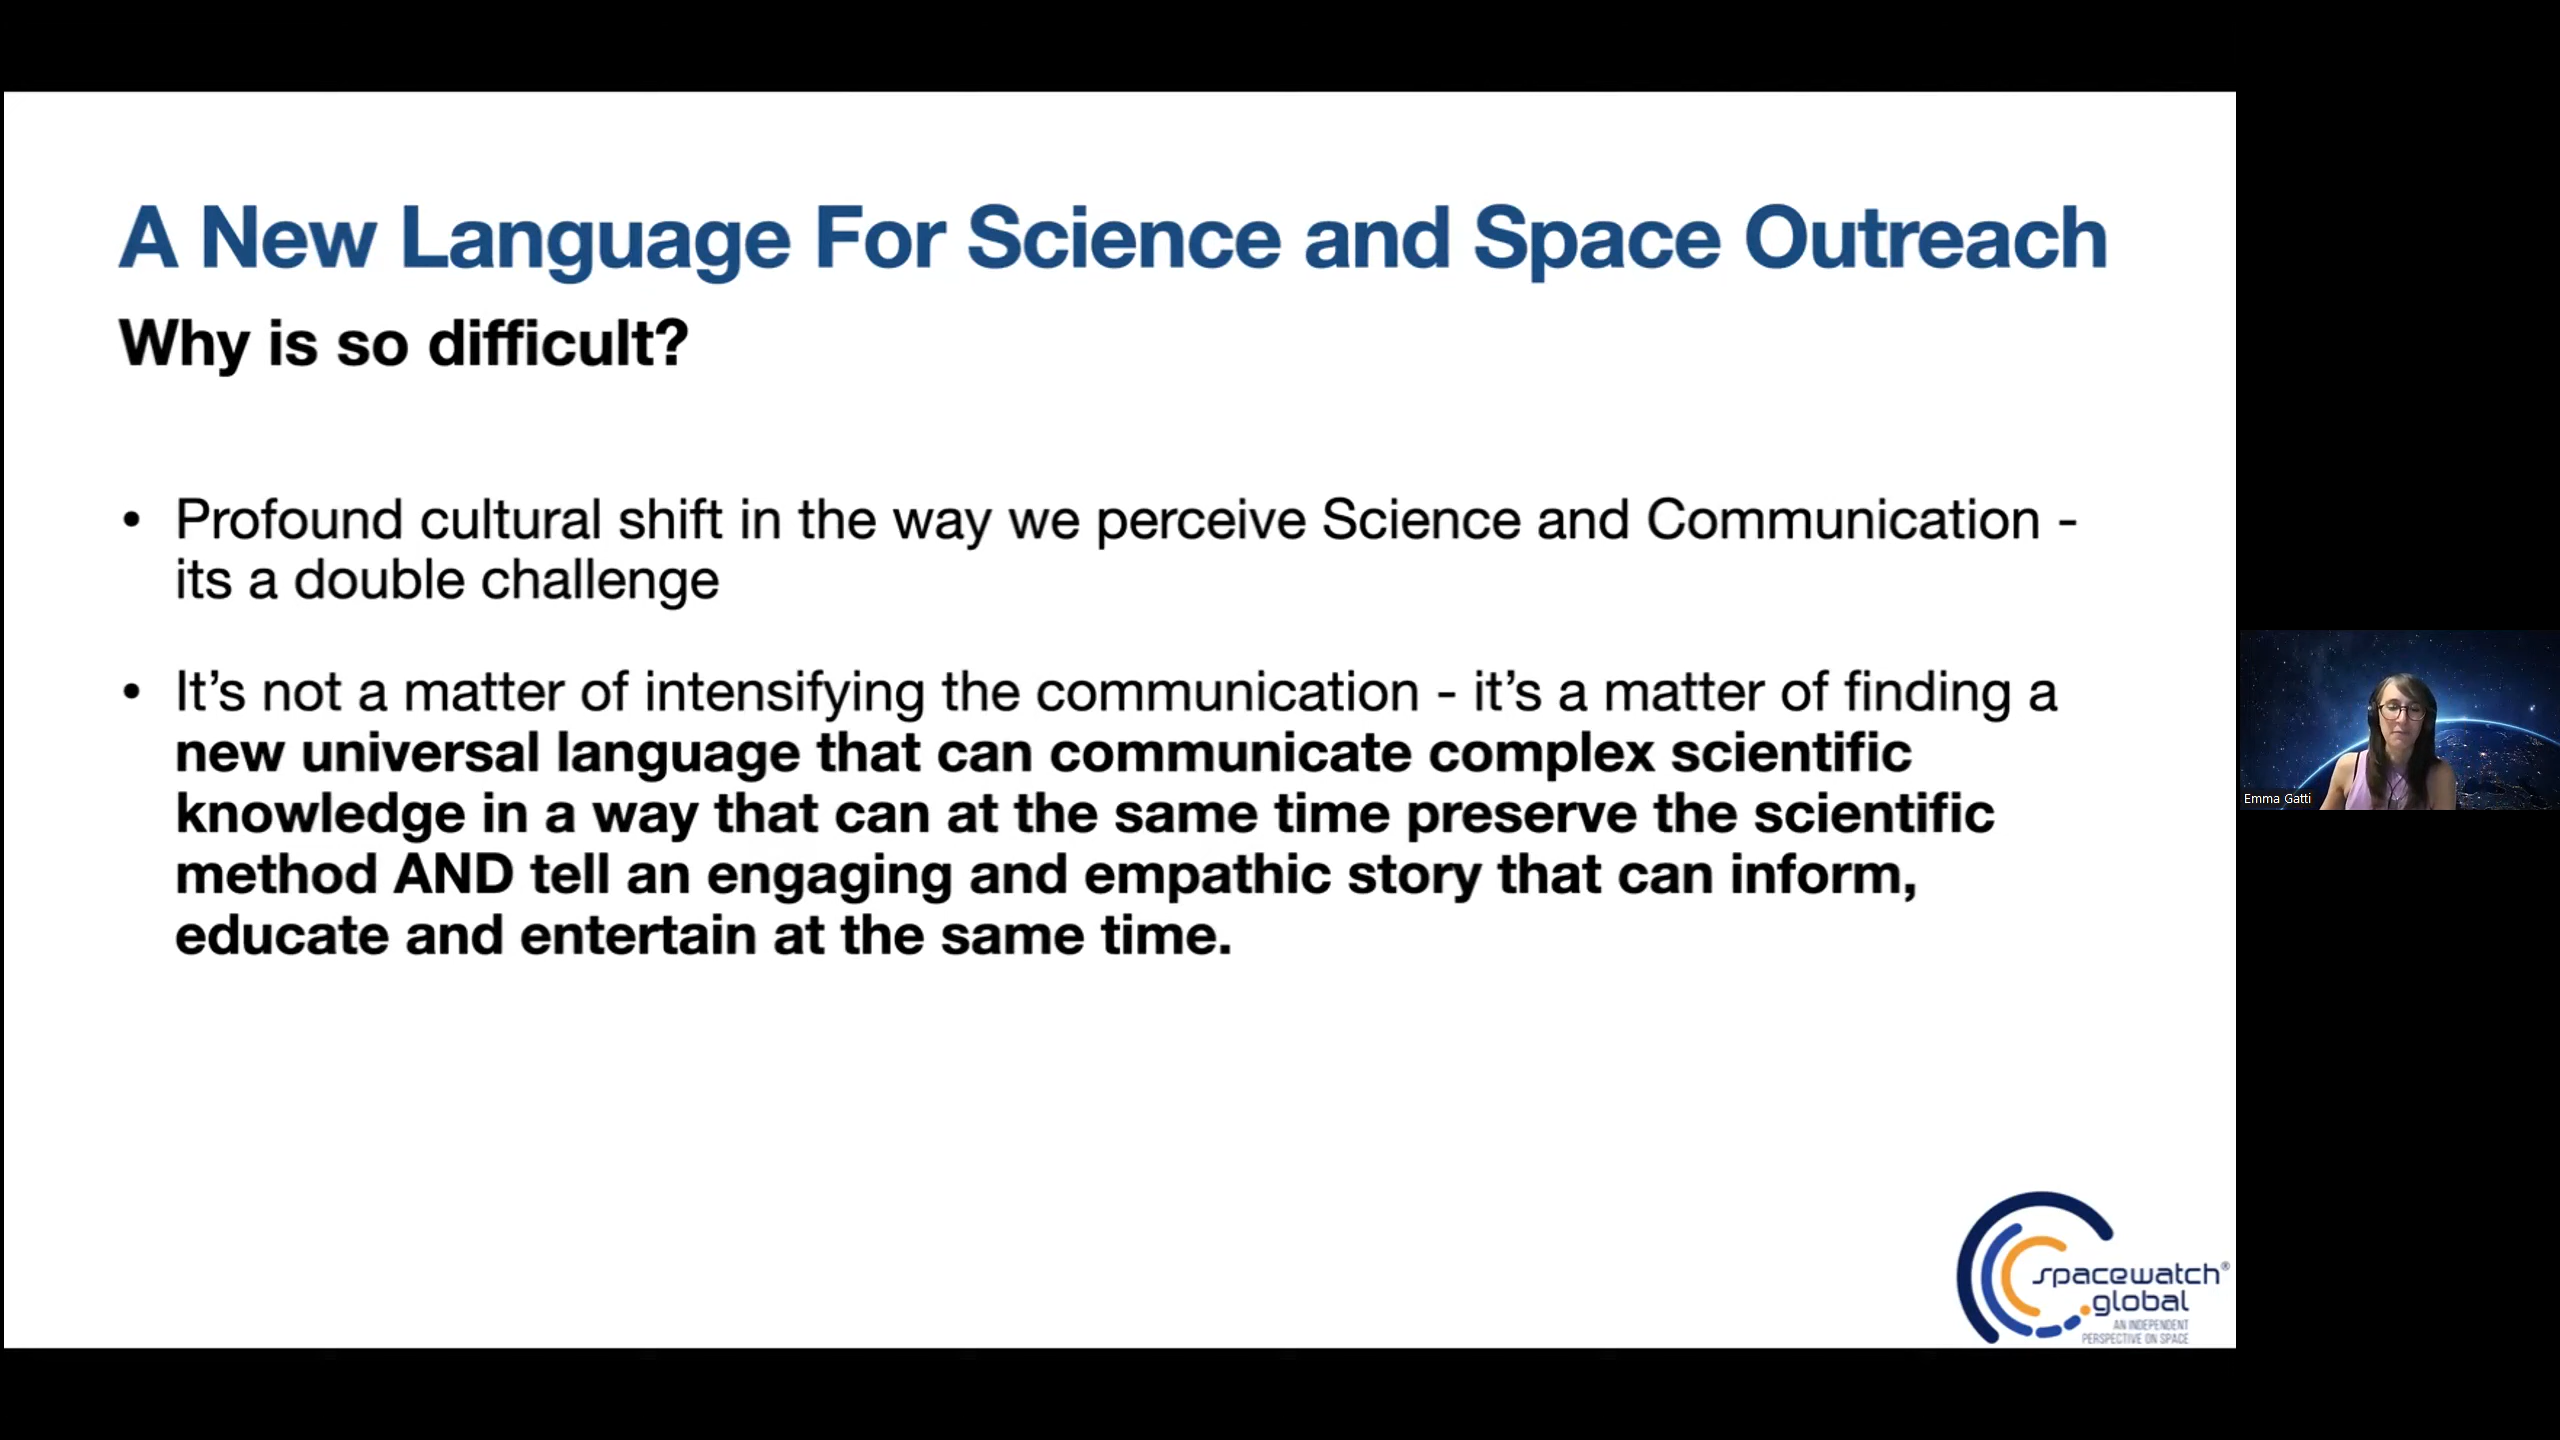 A New Language For Science and Space Outreach
Why is so difficult?
• Profound cultural shift in the way we perceive Science and Communication -
its a double challenge
• It’s not a matter of intensifying the communication - it’s a matter of finding a
new universal language that can communicate complex scientific
knowledge in a way that can at the same time preserve the scientific
method AND tell an engaging and empathic story that can inform,
educate and entertain at the same time.
Emma Gatti
spacewatch®
.global
AN INDEPENDENT
PERSPECTIVE ON SPACE